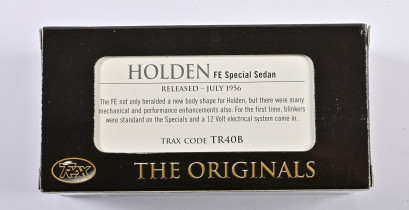 HOLDEN FE Special Sedan
RELEASED – JULY 1956
The FE not only heralded a new body shape for Holden, but there were many
mechanical and performance enhancements also. For the first time, blinkers
were standard on the Specials and a 12 Volt electrical system came in.
TRAX CODE TR40B
TRAX
THE ORIGINALS